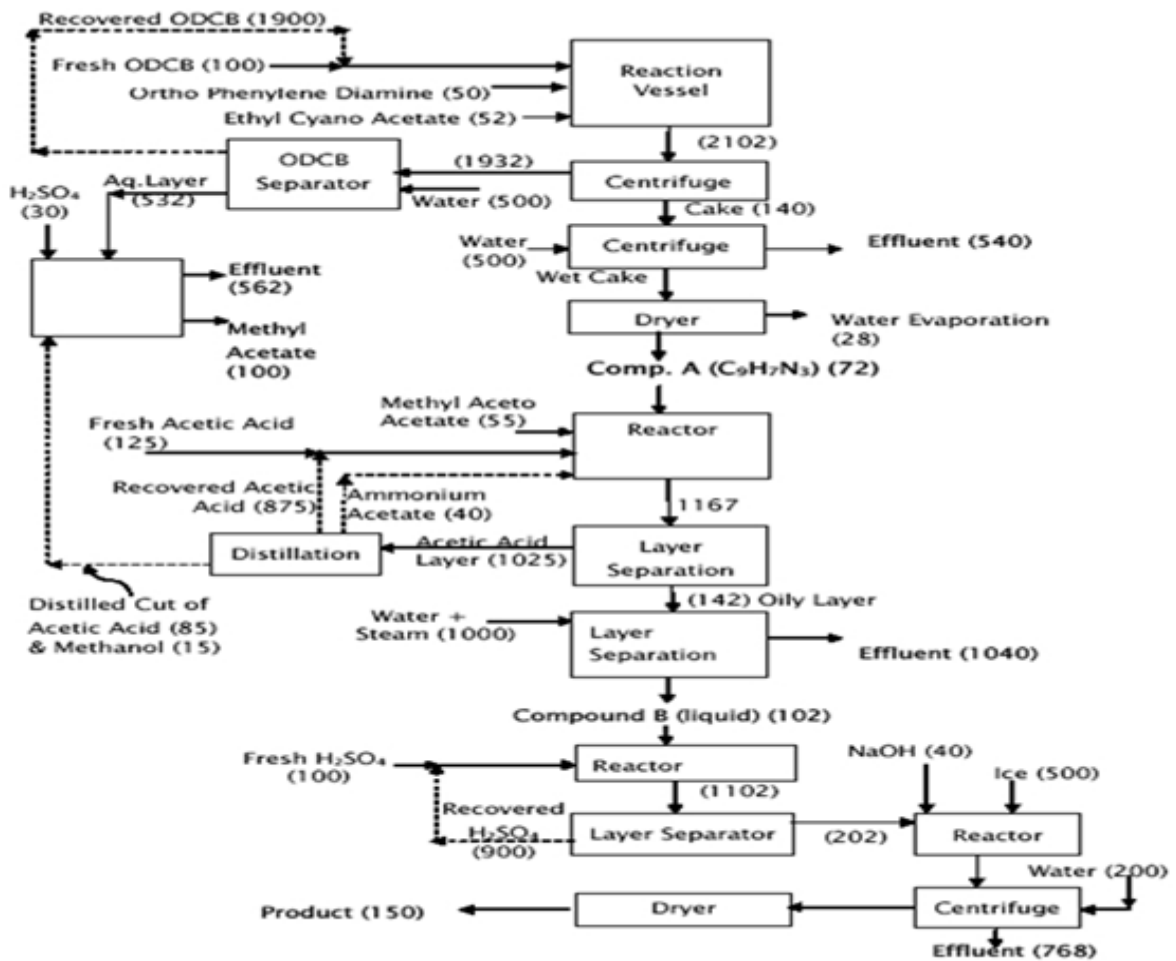 Recovered ODCB (1900)
Fresh ODCB (100)
Reaction
Vessel
Ortho Phenylene Diamine (50)
Ethyl Cyano Acetate (52)
(2102)
ODCB
Separator
(1932)
Centrifuge
H₂SO₄
(30)
Aq.Layer
(532)
Water (500)
Cake (140)
Water
(500)
Centrifuge
Effluent (540)
Effluent
(562)
Wet Cake
Methyl
Acetate
(100)
Dryer
Water Evaporation
(28)
Comp. A (C₉H₇N₃) (72)
Methyl Aceto
Acetate (55)
Reactor
Fresh Acetic Acid
(125)
Recovered Acetic
Acid (875)
Ammonium
Acetate (40)
1167
Distillation
Acetic Acid
Layer (1025)
Layer
Separation
(142) Oily Layer
Distilled Cut of
Acetic Acid (85)
& Methanol (15)
Water +
Steam (1000)
Layer
Separation
Effluent (1040)
Compound B (liquid) (102)
Fresh H₂SO₄
(100)
Reactor
NaOH (40)
Ice (500)
(1102)
Recovered
H₂SO₄
(900)
Layer Separator
(202)
Reactor
Water (200)
Product (150)
Dryer
Centrifuge
Effluent (768)